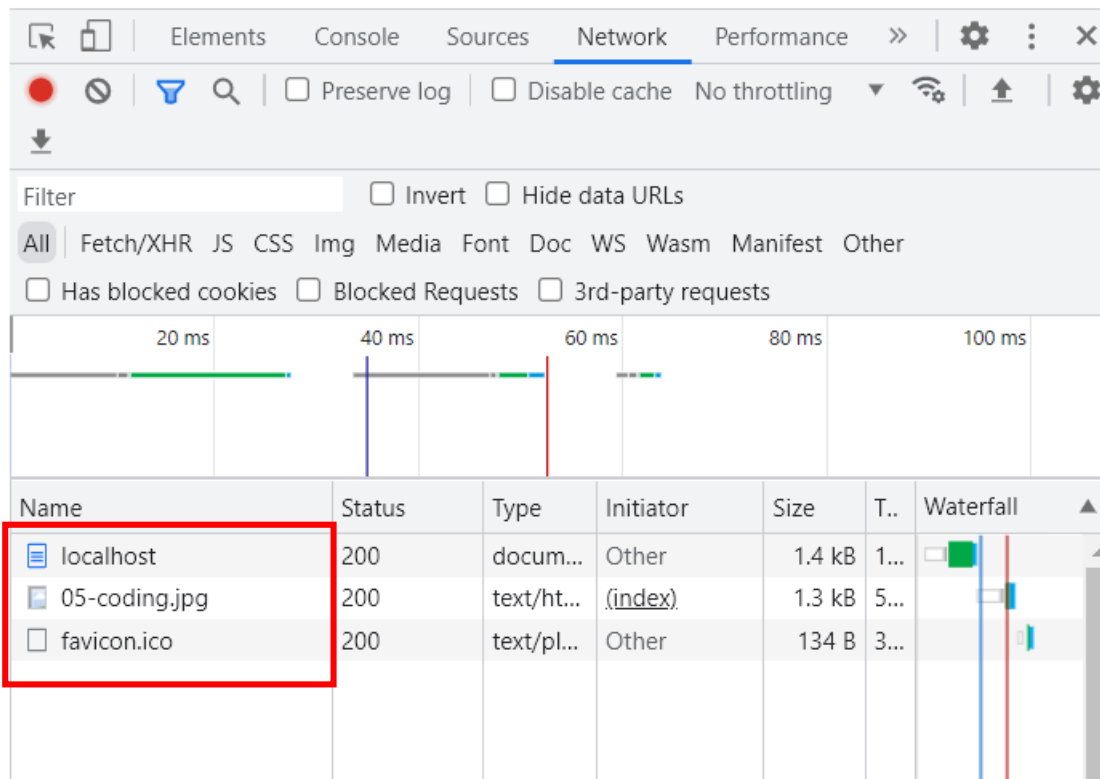 Elements Console Sources Network Performance
Preserve log Disable cache No throttling
Filter Invert Hide data URLs
All Fetch/XHR JS CSS Img Media Font Doc WS Wasm Manifest Other
Has blocked cookies Blocked Requests 3rd-party requests
20 ms 40 ms 60 ms 80 ms 100 ms
Name Status Type Initiator Size T.. Waterfall
localhost 200 docum... Other 1.4 kB 1...
05-coding.jpg 200 text/ht... (index) 1.3 kB 5...
favicon.ico 200 text/pl... Other 134 B 3...